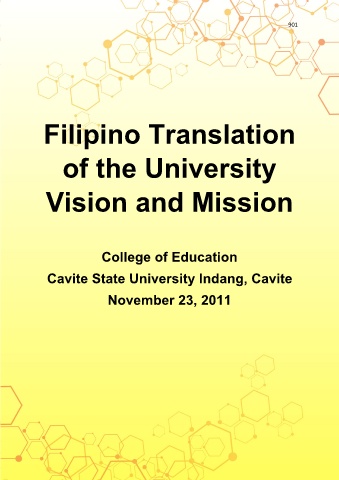 901
Filipino Translation
of the University
Vision and Mission
College of Education
Cavite State University Indang, Cavite
November 23, 2011